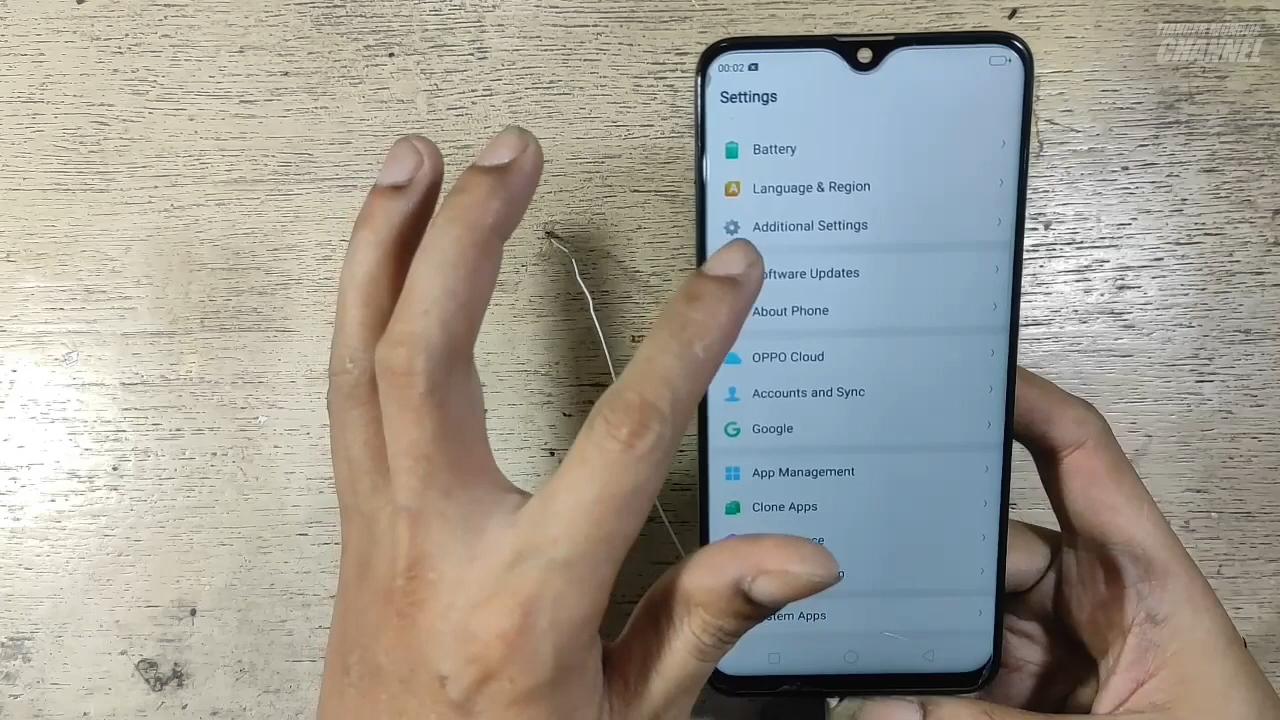 CHANNEL
00:02
Settings
Battery
Language & Region
Additional Settings
oftware Updates
About Phone
OPPO Cloud
Accounts and Sync
G Google
App Management
Clone Apps
stem Apps